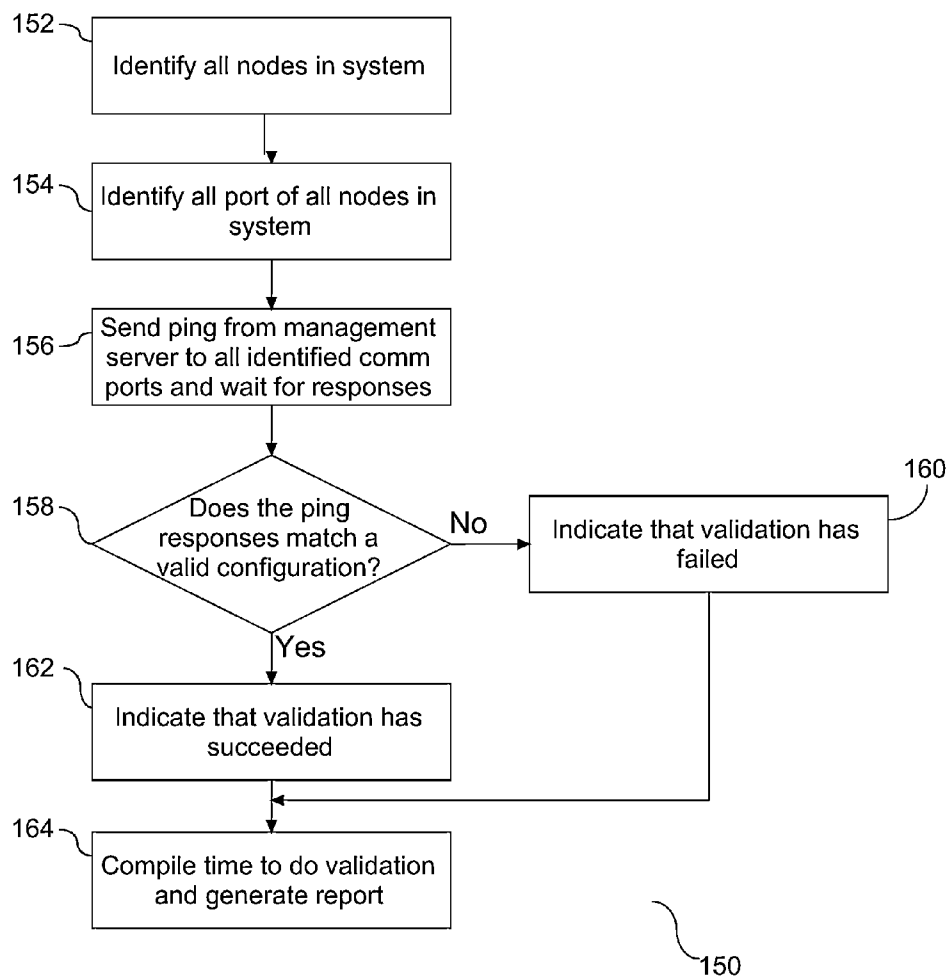 152
Identify all nodes in system
154
Identify all port of all nodes in
system
156
Send ping from management
server to all identified comm
ports and wait for responses
158
Does the ping
responses match a
valid configuration?
No
160
Indicate that validation has
failed
Yes
162
Indicate that validation has
succeeded
164
Compile time to do validation
and generate report
150